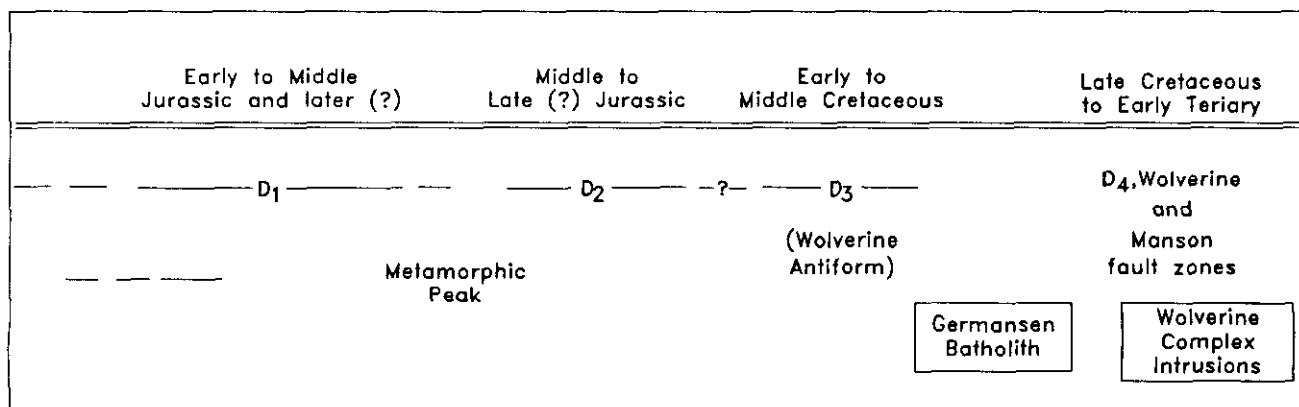 Early to Middle
Jurassic and later (?)
Middle to
Late (?) Jurassic
Early to
Middle Cretaceous
Late Cretaceous
to Early Teriary
D1
D2
?
D3
D4,Wolverine
and
Manson
fault zones
(Wolverine
Antiform)
Metamorphic
Peak
Germansen
Batholith
Wolverine
Complex
Intrusions